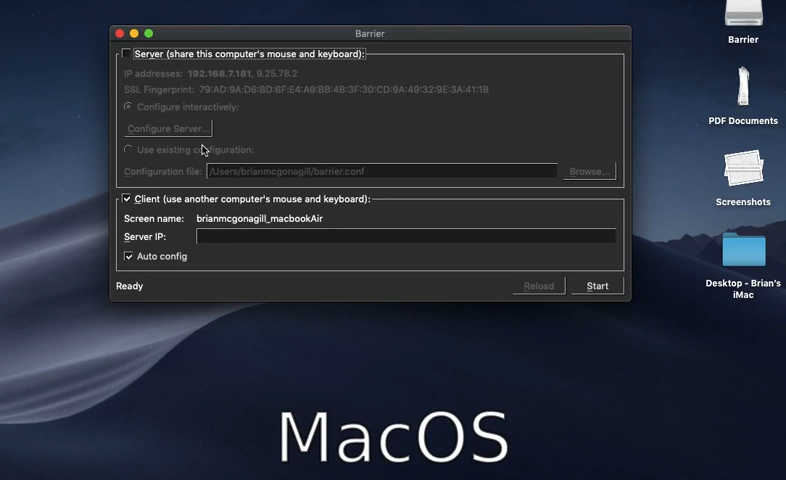 Barrier
Server (share this computer's mouse and keyboard):
IP addresses: 192.168.7.181, 9.25.78.2
SSL Fingerprint: 79:AD:9A:D6:BD:6F:E4:A9:BB:4B:3F:30:CD:9A:49:32:9E:3A:41:1B
Configure interactively:
Configure Server...
Use existing configuration:
Configuration file: /Users/brianmcgonagill/barrier.conf Browse...
Client (use another computer's mouse and keyboard):
Screen name: brianmcgonagill_macbookAir
Server IP:
Auto config
Ready Reload Start
Barrier
PDF Documents
Screenshots
Desktop - Brian's
iMac
MacOS